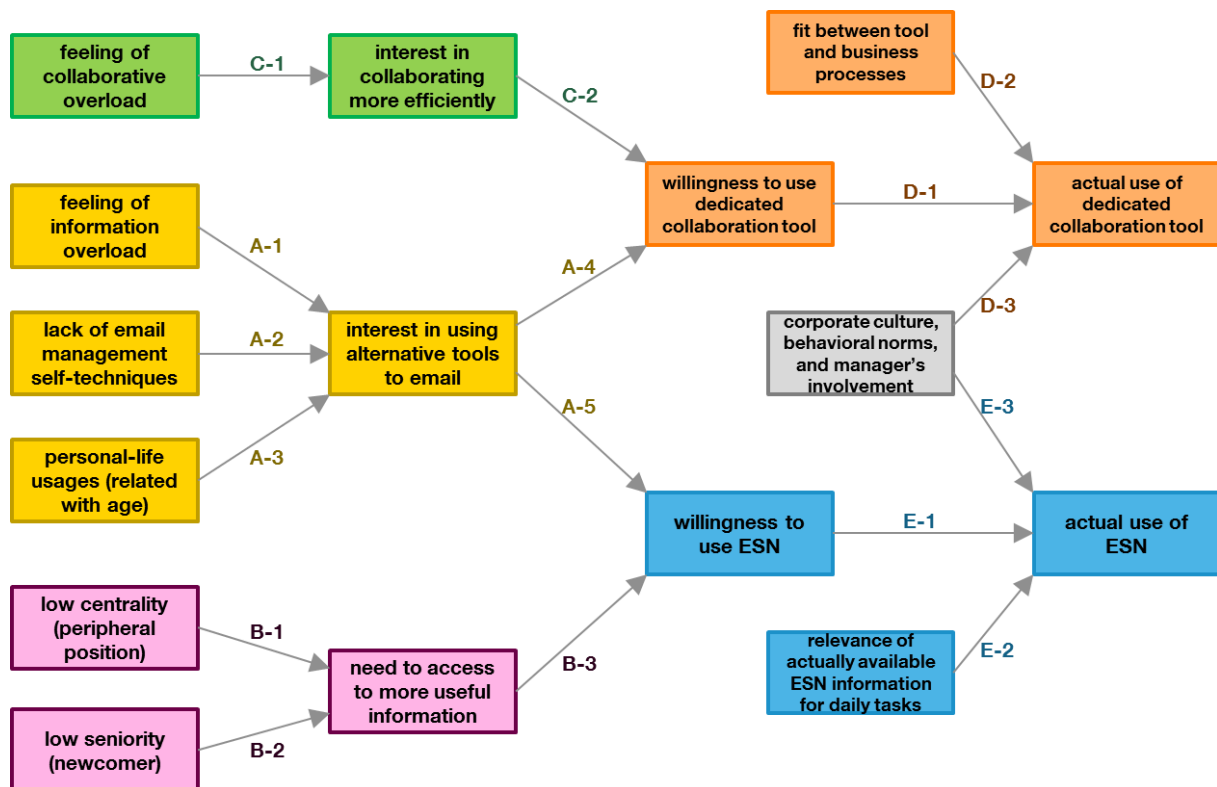 feeling of
collaborative
overload
C-1
interest in
collaborating
more efficiently
C-2
fit between tool
and business
processes
D-2
feeling of
information
overload
A-1
willingness to use
dedicated
collaboration tool
D-1
actual use of
dedicated
collaboration tool
A-4
D-3
lack of email
management
self-techniques
A-2
interest in using
alternative tools
to email
corporate culture,
behavioral norms,
and manager's
involvement
A-5
E-3
personal-life
usages (related
with age)
A-3
willingness to
use ESN
E-1
actual use of
ESN
low centrality
(peripheral
position)
B-1
need to access
to more useful
information
B-3
relevance of
actually available
ESN information
for daily tasks
E-2
low seniority
(newcomer)
B-2